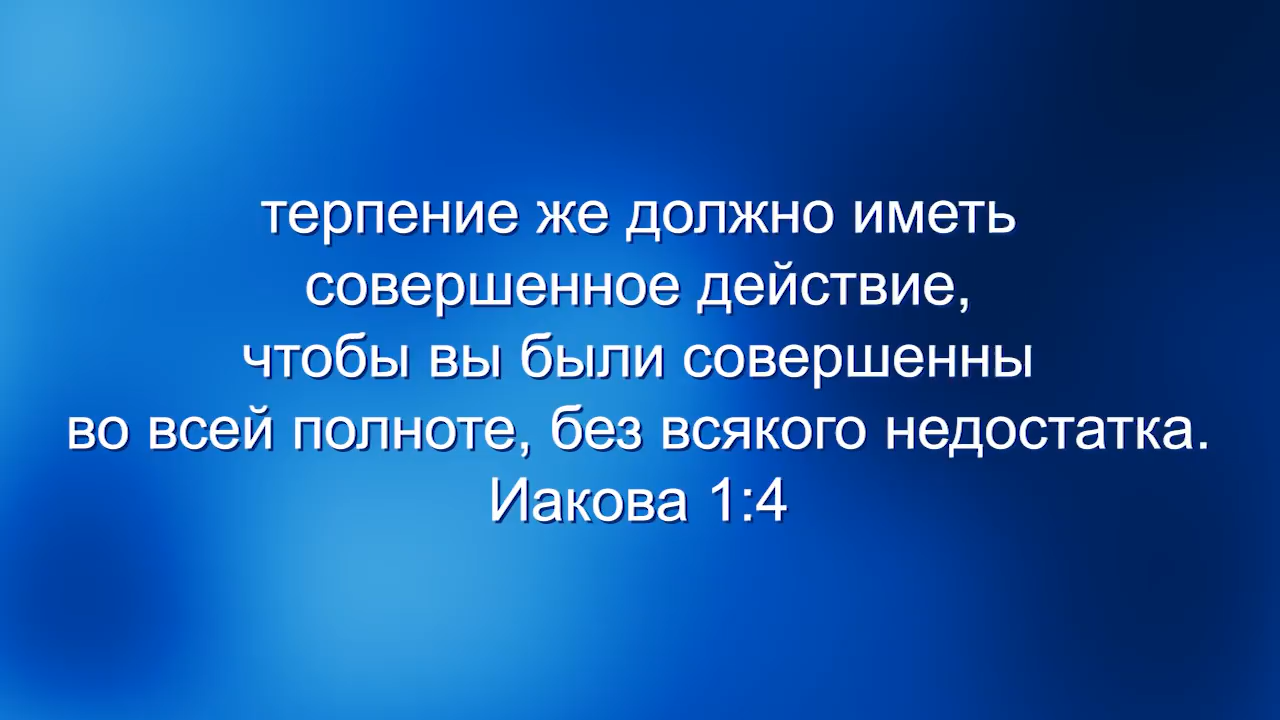 терпение же должно иметь
совершенное действие,
чтобы вы были совершенны
во всей полноте, без всякого недостатка.
Иакова 1:4